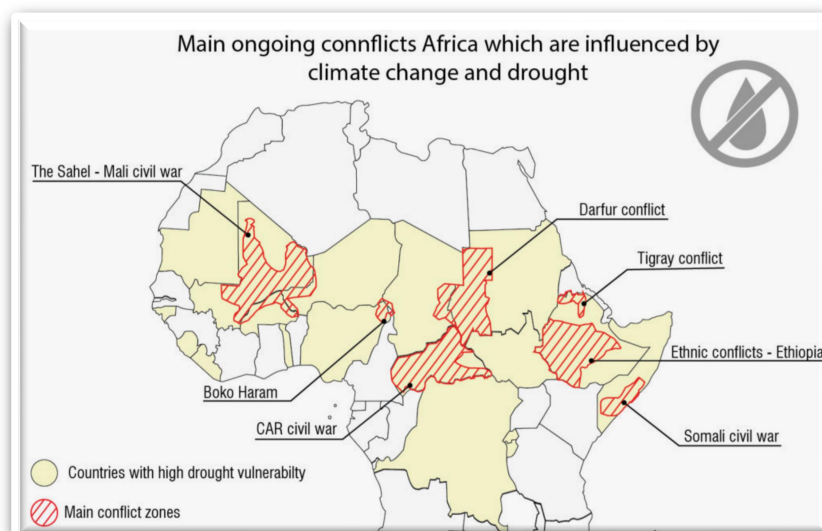 Main ongoing connflicts Africa which are influenced by
climate change and drought
The Sahel - Mali civil war
Darfur conflict
Tigray conflict
Ethnic conflicts - Ethiopia
Boko Haram
CAR civil war
Somali civil war
Countries with high drought vulnerabilty
Main conflict zones